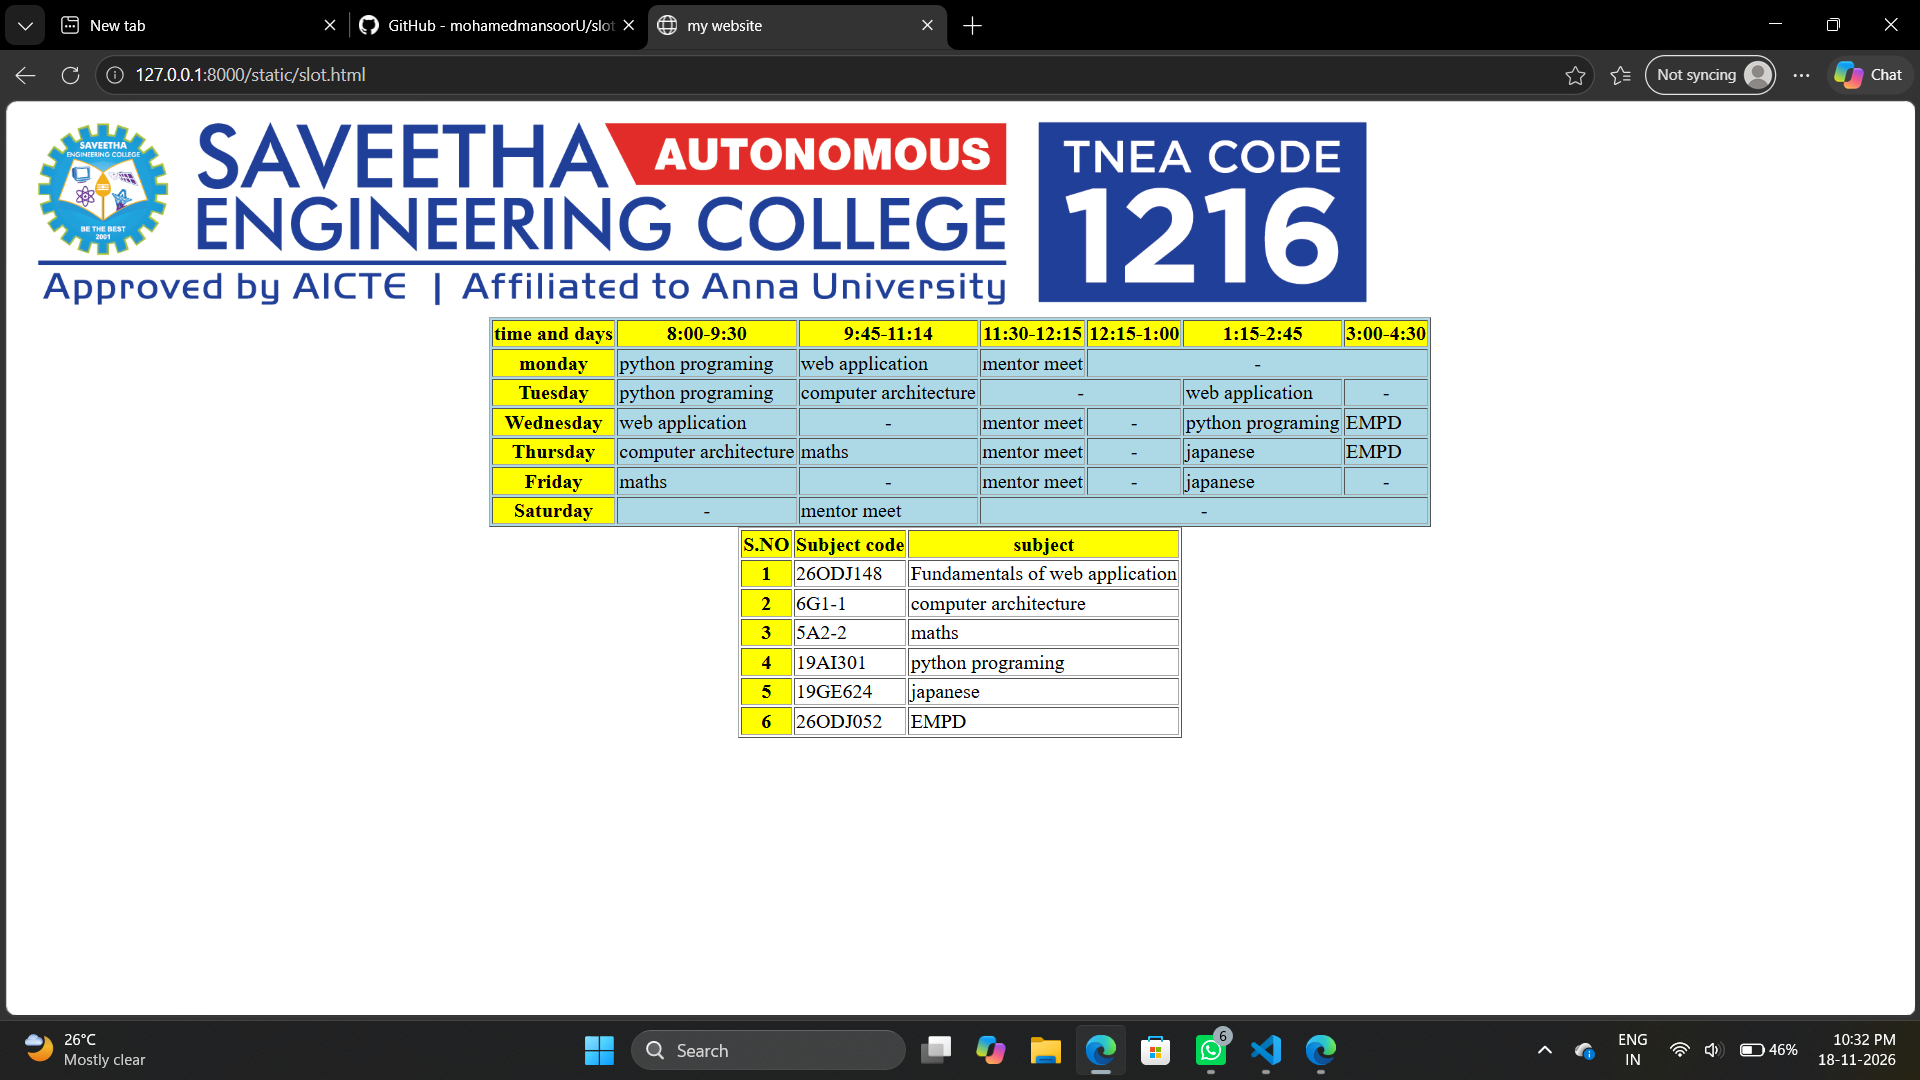 New tab
GitHub - mohamedmansoorU/slot
my website
127.0.0.1:8000/static/slot.html
Not syncing
Chat
SAVEETHA
ENGINEERING COLLEGE
BE THE BEST
2001
SAVEETHA AUTONOMOUS
ENGINEERING COLLEGE
Approved by AICTE | Affiliated to Anna University
TNEA CODE
1216
time and days 8:00-9:30 9:45-11:14 11:30-12:15 12:15-1:00 1:15-2:45 3:00-4:30
monday python programing web application mentor meet -
Tuesday python programing computer architecture - web application -
Wednesday web application - mentor meet - python programing EMPD
Thursday computer architecture maths mentor meet - japanese EMPD
Friday maths - mentor meet - japanese -
Saturday - mentor meet -
S.NO Subject code subject
1 26ODJ148 Fundamentals of web application
2 6G1-1 computer architecture
3 5A2-2 maths
4 19AI301 python programing
5 19GE624 japanese
6 26ODJ052 EMPD
26°C
Mostly clear
Search
6
ENG
IN
46%
10:32 PM
18-11-2026